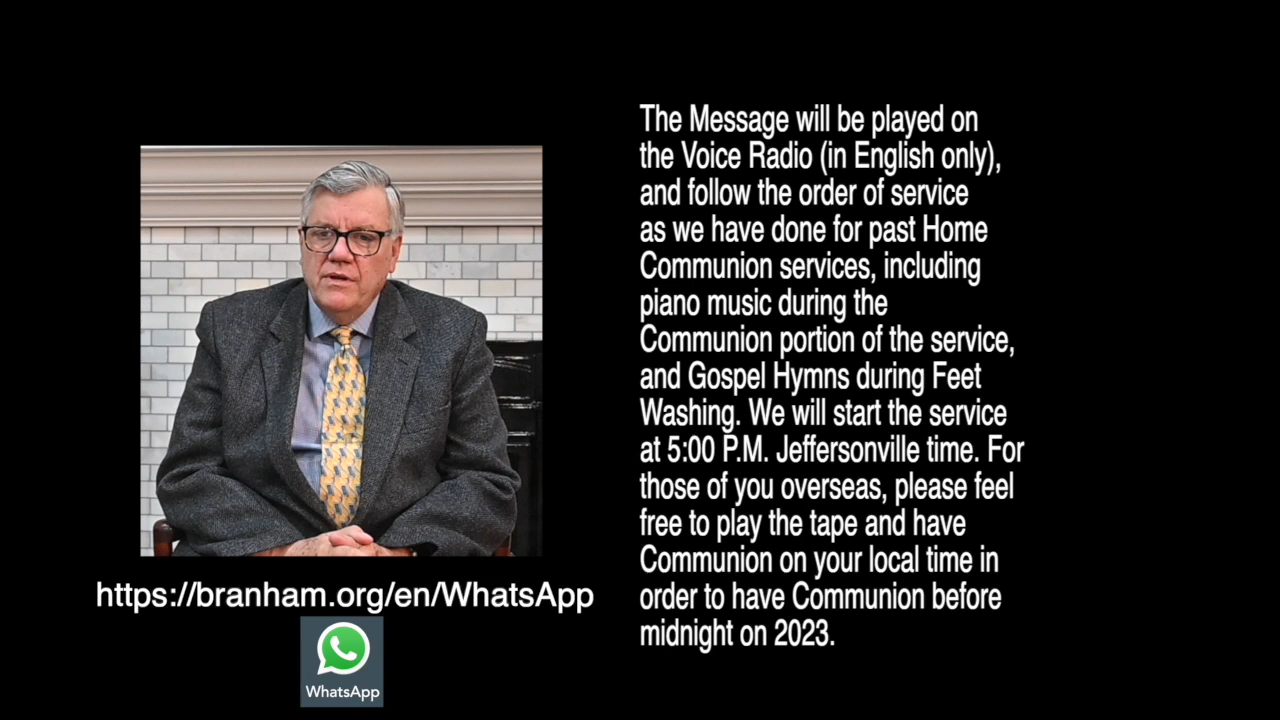 The Message will be played on
the Voice Radio (in English only),
and follow the order of service
as we have done for past Home
Communion services, including
piano music during the
Communion portion of the service,
and Gospel Hymns during Feet
Washing. We will start the service
at 5:00 P.M. Jeffersonville time. For
those of you overseas, please feel
free to play the tape and have
Communion on your local time in
order to have Communion before
midnight on 2023.
https://branham.org/en/WhatsApp
WhatsApp